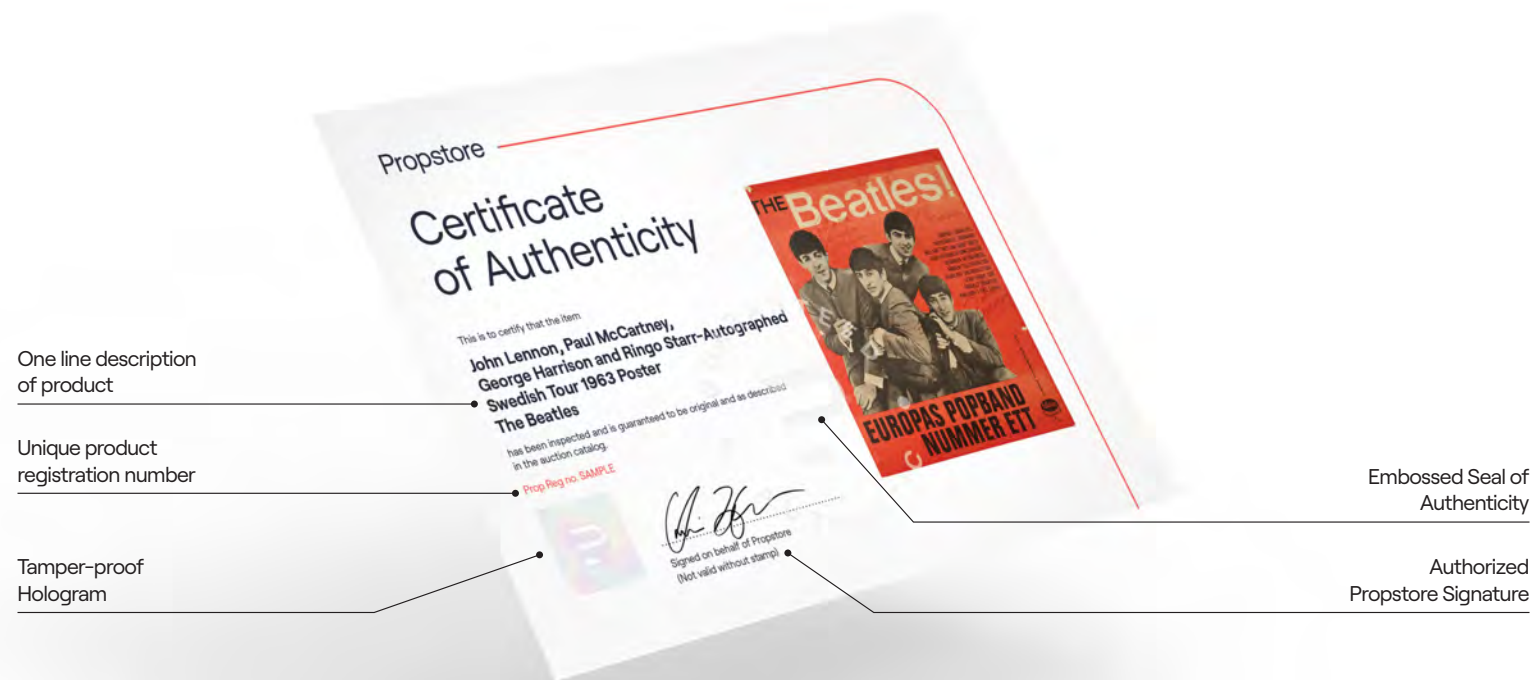 Propstore
Certificate
of Authenticity
This is to certify that the item
John Lennon, Paul McCartney,
George Harrison and Ringo Starr-Autographed
Swedish Tour 1963 Poster
The Beatles
has been inspected and is guaranteed to be original and as described
in the auction catalog.
Prop Reg no. SAMPLE
Signed on behalf of Propstore
(Not valid without stamp)
THE Beatles!
EUROPAS POPBAND
NUMMER ETT
One line description
of product
Unique product
registration number
Tamper-proof
Hologram
Embossed Seal of
Authenticity
Authorized
Propstore Signature